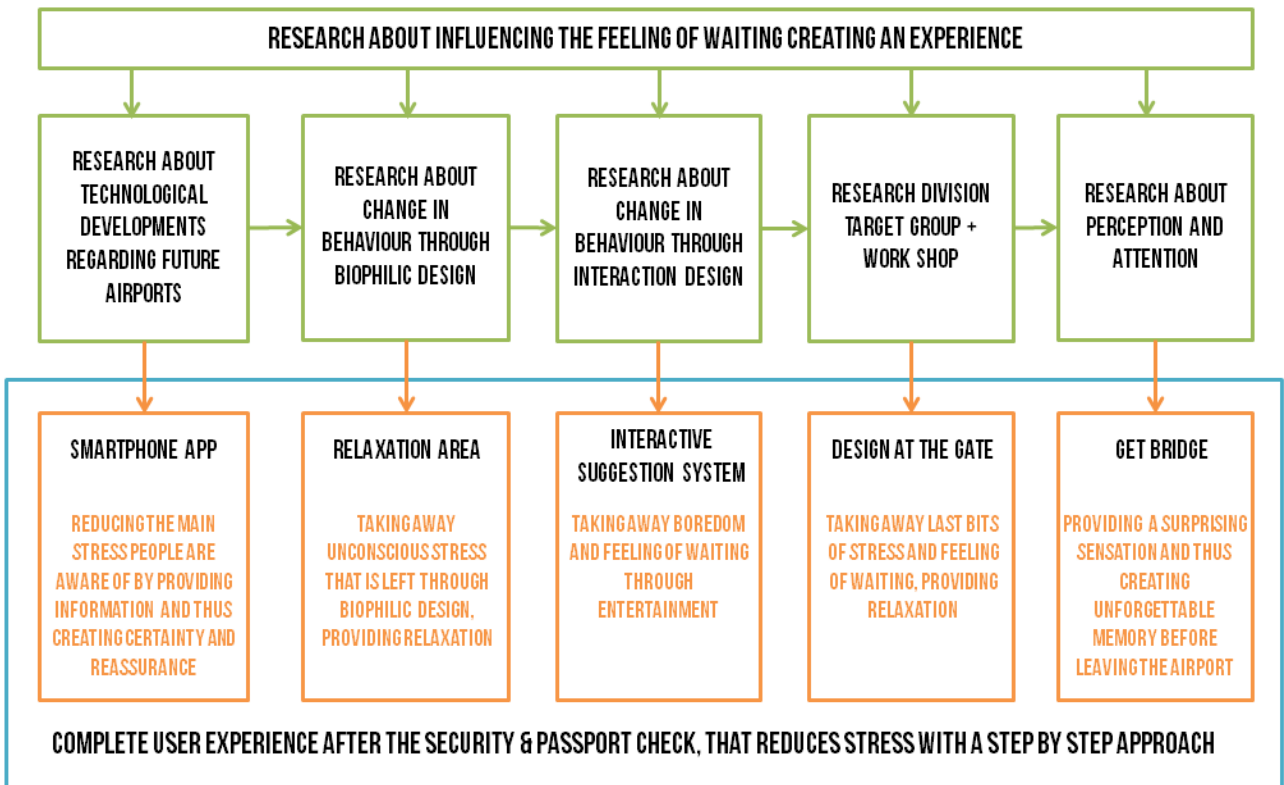 RESEARCH ABOUT INFLUENCING THE FEELING OF WAITING CREATING AN EXPERIENCE
RESEARCH ABOUT
TECHNOLOGICAL
DEVELOPMENTS
REGARDING FUTURE
AIRPORTS
RESEARCH ABOUT
CHANGE IN
BEHAVIOUR THROUGH
BIOPHILIC DESIGN
RESEARCH ABOUT
CHANGE IN
BEHAVIOUR THROUGH
INTERACTION DESIGN
RESEARCH DIVISION
TARGET GROUP +
WORK SHOP
RESEARCH ABOUT
PERCEPTION AND
ATTENTION
SMARTPHONE APP
REDUCING THE MAIN
STRESS PEOPLE ARE
AWARE OF BY PROVIDING
INFORMATION AND THUS
CREATING CERTAINTY AND
REASSURANCE
RELAXATION AREA
TAKING AWAY
UNCONSCIOUS STRESS
THAT IS LEFT THROUGH
BIOPHILIC DESIGN,
PROVIDING RELAXATION
INTERACTIVE
SUGGESTION SYSTEM
TAKING AWAY BOREDOM
AND FEELING OF WAITING
THROUGH
ENTERTAINMENT
DESIGN AT THE GATE
TAKING AWAY LAST BITS
OF STRESS AND FEELING
OF WAITING, PROVIDING
RELAXATION
GET BRIDGE
PROVIDING A SURPRISING
SENSATION AND THUS
CREATING
UNFORGETTABLE
MEMORY BEFORE
LEAVING THE AIRPORT
COMPLETE USER EXPERIENCE AFTER THE SECURITY & PASSPORT CHECK, THAT REDUCES STRESS WITH A STEP BY STEP APPROACH